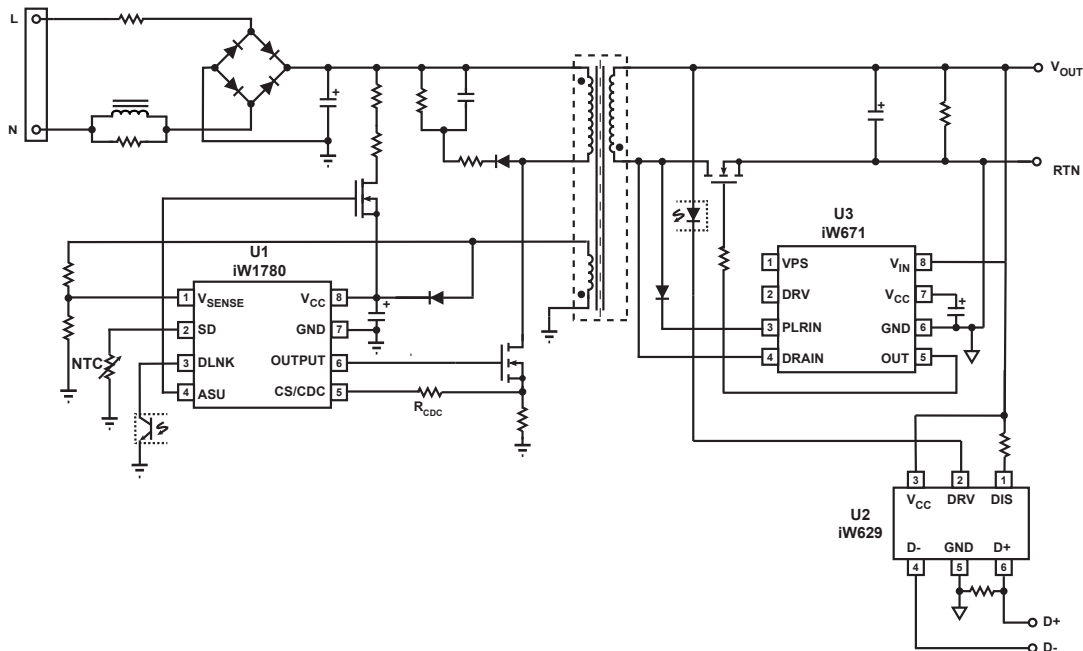 L
N
+
V_OUT
RTN
U1
iW1780
1
V_SENSE
V_CC
8
+
2
SD
GND
7
NTC
3
DLNK
OUTPUT
6
4
ASU
CS/CDC
5
R_CDC
+
U3
iW671
1
VPS
V_IN
8
2
DRV
V_CC
7
+
3
PLRIN
GND
6
4
DRAIN
OUT
5
U2
iW629
3
2
1
V_CC
DRV
DIS
D-
GND
D+
4
5
6
D+
D-